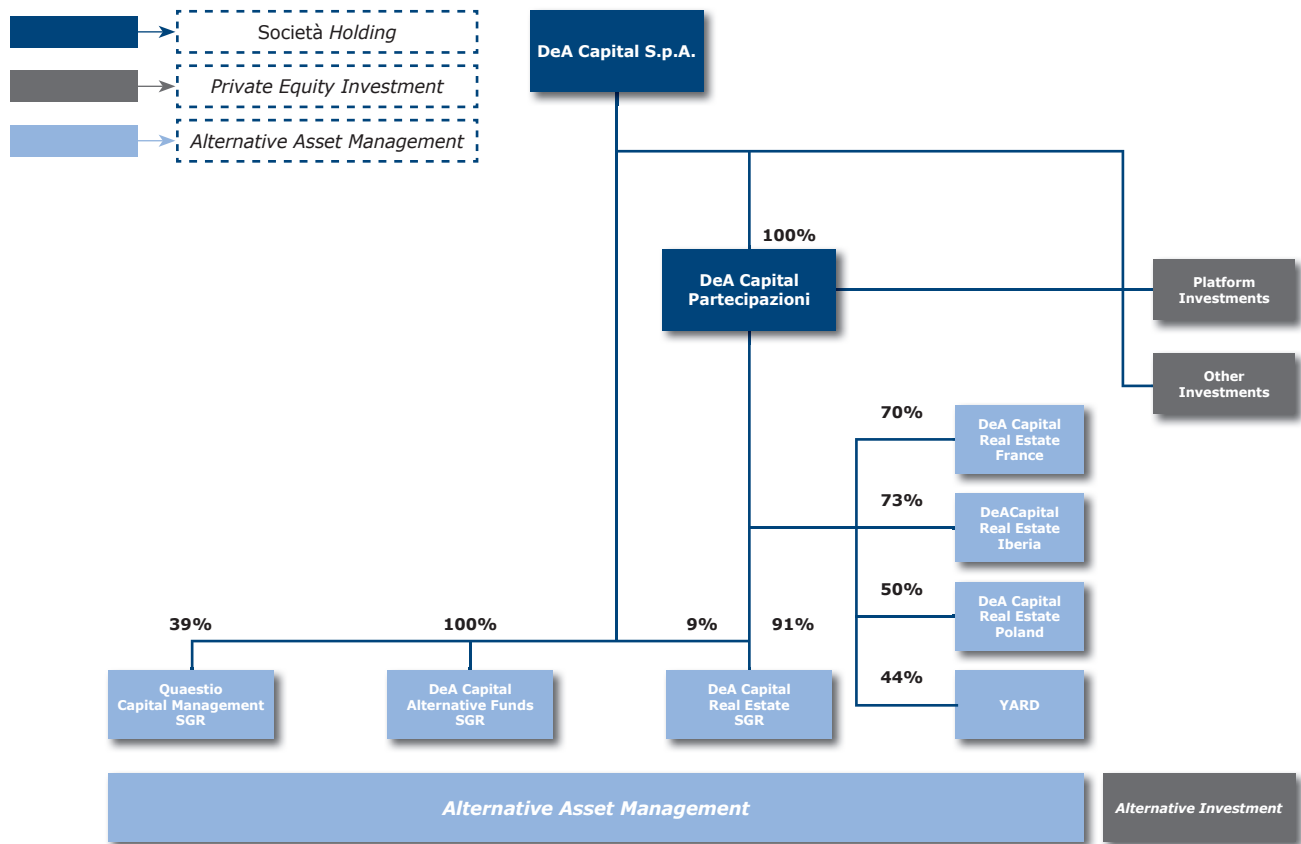 Società Holding
DeA Capital S.p.A.
Private Equity Investment
Alternative Asset Management
100%
DeA Capital
Partecipazioni
Platform
Investments
Other
Investments
70%
DeA Capital
Real Estate
France
73%
DeACapital
Real Estate
Iberia
50%
DeA Capital
Real Estate
Poland
39%
100%
9%
91%
44%
Quaestio
Capital Management
SGR
DeA Capital
Alternative Funds
SGR
DeA Capital
Real Estate
SGR
YARD
Alternative Asset Management
Alternative Investment